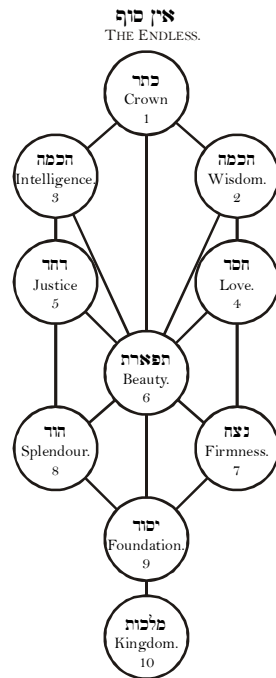 אין סוף
THE ENDLESS.
כתר
Crown
1
הכמה
Intelligence.
3
הכמה
Wisdom.
2
Justice
5
חסד
Love.
4
תפארת
Beauty.
6
הוד
Splendour.
8
נצח
Firmness.
7
יסוד
Foundation.
9
מלכות
Kingdom.
10